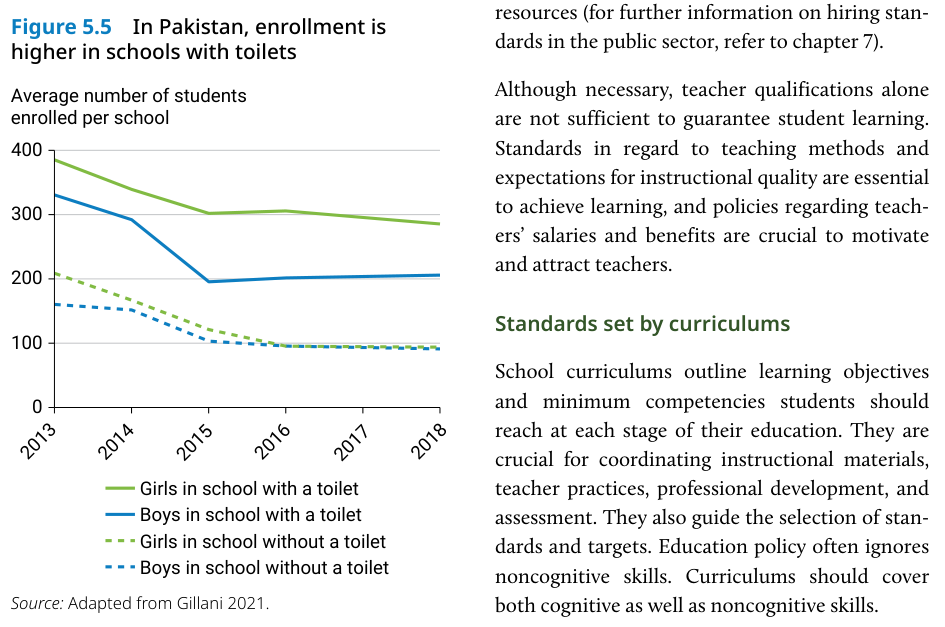 Figure 5.5 In Pakistan, enrollment is
higher in schools with toilets
Average number of students
enrolled per school
400
300
200
100
0
2013
2014
2015
2016
2017
2018
Girls in school with a toilet
Boys in school with a toilet
Girls in school without a toilet
Boys in school without a toilet
Source: Adapted from Gillani 2021.
resources (for further information on hiring stan-
dards in the public sector, refer to chapter 7).
Although necessary, teacher qualifications alone
are not sufficient to guarantee student learning.
Standards in regard to teaching methods and
expectations for instructional quality are essential
to achieve learning, and policies regarding teach-
ers’ salaries and benefits are crucial to motivate
and attract teachers.
Standards set by curriculums
School curriculums outline learning objectives
and minimum competencies students should
reach at each stage of their education. They are
crucial for coordinating instructional materials,
teacher practices, professional development, and
assessment. They also guide the selection of stan-
dards and targets. Education policy often ignores
noncognitive skills. Curriculums should cover
both cognitive as well as noncognitive skills.